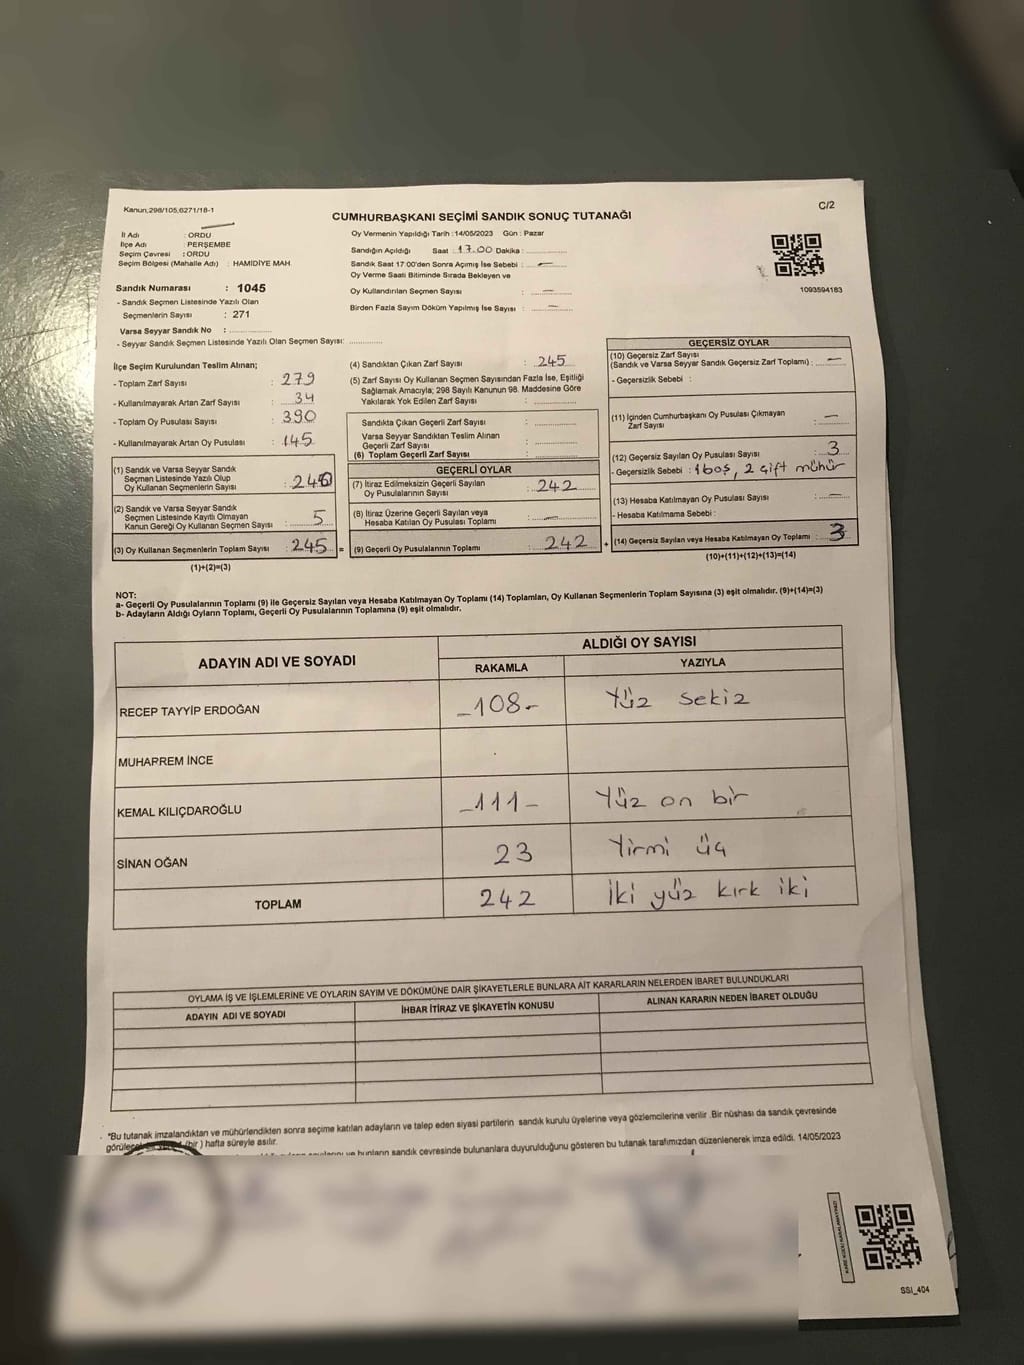 Kanun;298/105,6271/18-1
C/2
CUMHURBAŞKANI SEÇİMİ SANDIK SONUÇ TUTANAĞI
İl Adı : ORDU
İlçe Adı : PERŞEMBE
Seçim Çevresi : ORDU
Seçim Bölgesi (Mahalle Adı) : HAMİDİYE MAH.
Oy Vermenin Yapıldığı Tarih :14/05/2023 Gün : Pazar
Sandığın Açıldığı Saat : 17.00 Dakika :
Sandık Saat 17:00'den Sonra Açımış İse Sebebi : —
Oy Verme Saati Bitiminde Sırada Bekleyen ve
Oy Kullandırılan Seçmen Sayısı : —
Birden Fazla Sayım Döküm Yapılmış İse Sayısı : —
1093594183
Sandık Numarası : 1045
- Sandık Seçmen Listesinde Yazılı Olan
Seçmenlerin Sayısı : 271
Varsa Seyyar Sandık No :
- Seyyar Sandık Seçmen Listesinde Yazılı Olan Seçmen Sayısı:
İlçe Seçim Kurulundan Teslim Alınan;
- Toplam Zarf Sayısı : 279
- Kullanılmayarak Artan Zarf Sayısı : 34
- Toplam Oy Pusulası Sayısı : 390
- Kullanılmayarak Artan Oy Pusulası : 145
(1) Sandık ve Varsa Seyyar Sandık
Seçmen Listesinde Yazılı Olup
Oy Kullanan Seçmenlerin Sayısı : 240
(2) Sandık ve Varsa Seyyar Sandık
Seçmen Listesinde Kayıtlı Olmayan
Kanun Gereği Oy Kullanan Seçmen Sayısı : 5
(3) Oy Kullanan Seçmenlerin Toplam Sayısı : 245 =
(1)+(2)=(3)
(4) Sandıktan Çıkan Zarf Sayısı : 245
(5) Zarf Sayısı Oy Kullanan Seçmen Sayısından Fazla İse, Eşitliği
Sağlamak Amacıyla; 298 Sayılı Kanunun 98. Maddesine Göre
Yakılarak Yok Edilen Zarf Sayısı :
Sandıkta Çıkan Geçerli Zarf Sayısı :
Varsa Seyyar Sandıktan Teslim Alınan
Geçerli Zarf Sayısı :
(6) Toplam Geçerli Zarf Sayısı :
GEÇERLİ OYLAR
(7) İtiraz Edilmeksizin Geçerli Sayılan
Oy Pusulalarının Sayısı : 242
(8) İtiraz Üzerine Geçerli Sayılan veya
Hesaba Katılan Oy Pusulası Toplamı : —
(9) Geçerli Oy Pusulalarının Toplamı : 242 +
GEÇERSİZ OYLAR
(10) Geçersiz Zarf Sayısı
(Sandık ve Varsa Seyyar Sandık Geçersiz Zarf Toplamı) : —
- Geçersizlik Sebebi :
(11) İçinden Cumhurbaşkanı Oy Pusulası Çıkmayan
Zarf Sayısı : —
(12) Geçersiz Sayılan Oy Pusulası Sayısı : 3
- Geçersizlik Sebebi : 1 boş, 2 çift mühür
(13) Hesaba Katılmayan Oy Pusulası Sayısı : —
- Hesaba Katılmama Sebebi :
(14) Geçersiz Sayılan veya Hesaba Katılmayan Oy Toplamı : 3
(10)+(11)+(12)+(13)=(14)
NOT:
a- Geçerli Oy Pusulalarının Toplamı (9) ile Geçersiz Sayılan veya Hesaba Katılmayan Oy Toplamı (14) Toplamları, Oy Kullanan Seçmenlerin Toplam Sayısına (3) eşit olmalıdır. (9)+(14)=(3)
b- Adayların Aldığı Oyların Toplamı, Geçerli Oy Pusulalarının Toplamına (9) eşit olmalıdır.
ADAYIN ADI VE SOYADI
ALDIĞI OY SAYISI
RAKAMLA YAZIYLA
RECEP TAYYİP ERDOĞAN -108- Yüz sekiz
MUHARREM İNCE
KEMAL KILIÇDAROĞLU -111- Yüz on bir
SİNAN OĞAN 23 Yirmi üç
TOPLAM 242 İki yüz kırk iki
OYLAMA İŞ VE İŞLEMLERİNE VE OYLARIN SAYIM VE DÖKÜMÜNE DAİR ŞİKAYETLERLE BUNLARA AİT KARARLARIN NELERDEN İBARET BULUNDUKLARI
ADAYIN ADI VE SOYADI İHBAR İTİRAZ VE ŞİKAYETİN KONUSU ALINAN KARARIN NEDEN İBARET OLDUĞU
*Bu tutanak imzalandıktan ve mühürlendikten sonra seçime katılan adayların ve talep eden siyasi partilerin sandık kurulu üyelerine veya gözlemcilerine verilir .Bir nüshası da sandık çevresinde
(bir ) hafta süreyle asılır.
ve bunların sandık çevresinde bulunanlara duyurulduğunu gösteren bu tutanak tarafımızdan düzenlenerek imza edildi. 14/05/2023
SSI_404